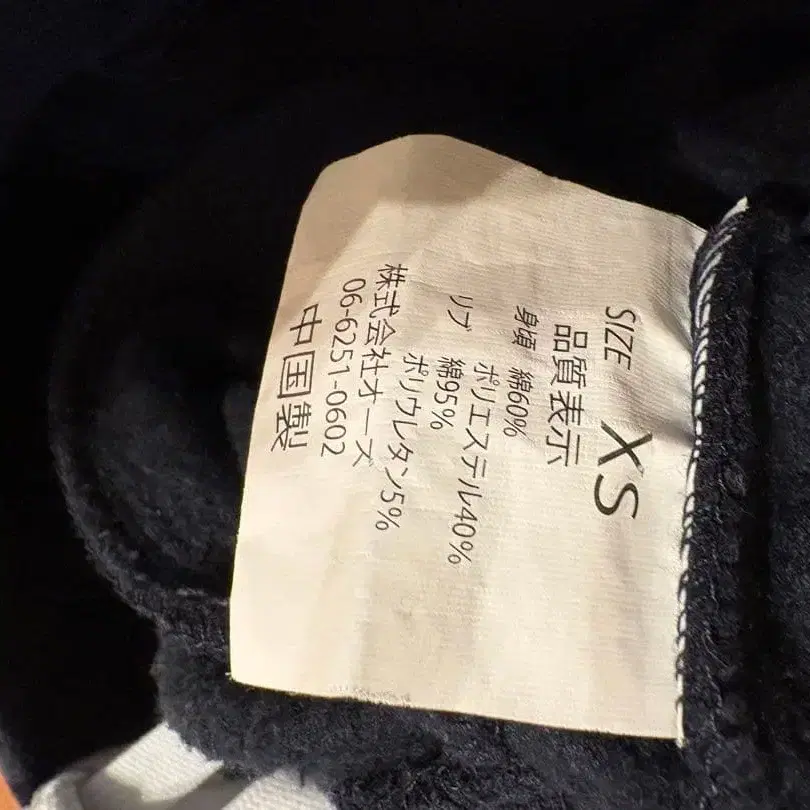 SIZE XS
品質表示
身頃 綿60%
ポリエステル40%
リブ 綿95%
ポリウレタン5%
株式会社オーズ
06-6251-0602
中国製